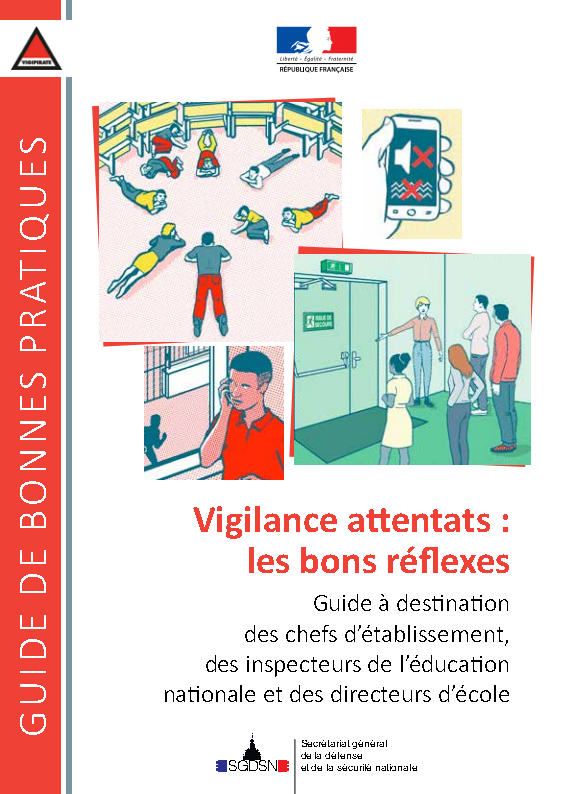 VIGIPIRATE
Liberté • Égalité • Fraternité
RÉPUBLIQUE FRANÇAISE
GUIDE DE BONNES PRATIQUES
ISSUE DE
SECOURS
Vigilance attentats :
les bons réflexes
Guide à destination
des chefs d’établissement,
des inspecteurs de l’éducation
nationale et des directeurs d’école
SGDSN
Secrétariat général
de la défense
et de la sécurité nationale